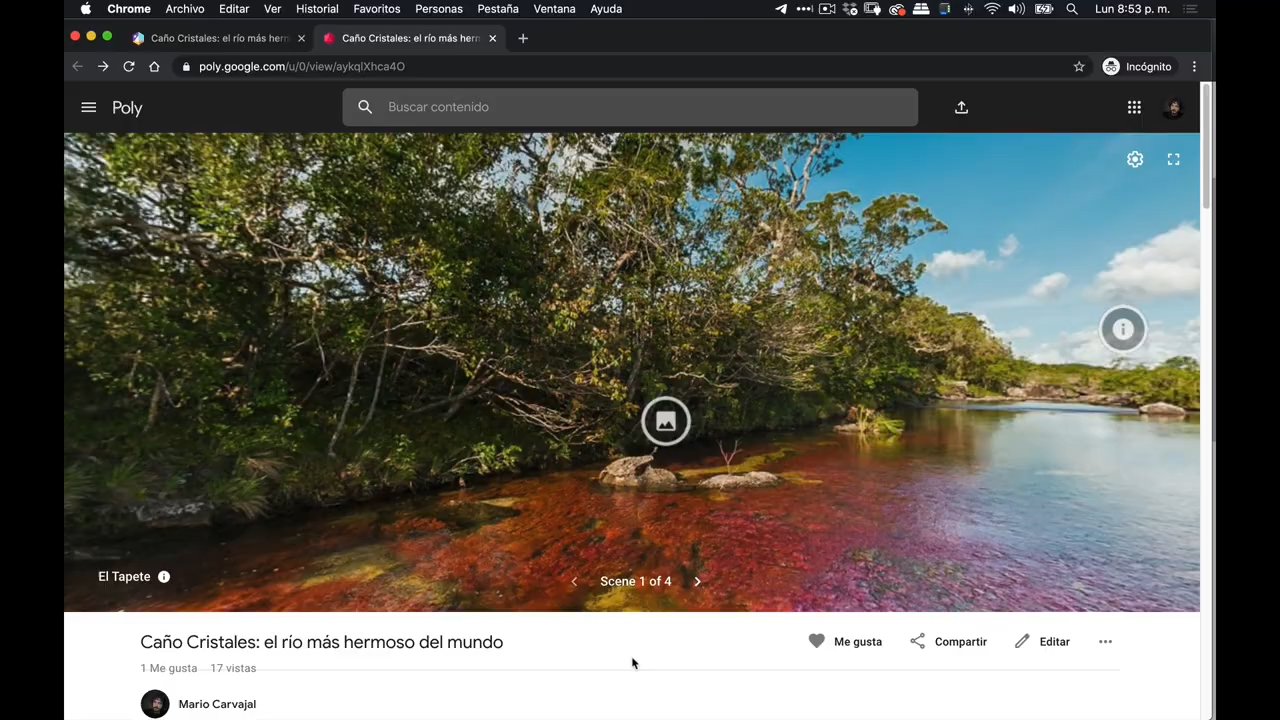 Chrome Archivo Editar Ver Historial Favoritos Personas Pestaña Ventana Ayuda Lun 8:53 p. m.
Caño Cristales: el río más herm Caño Cristales: el río más herm
poly.google.com/u/0/view/aykqlXhca4O Incógnito
Poly Buscar contenido
El Tapete Scene 1 of 4
Caño Cristales: el río más hermoso del mundo Me gusta Compartir Editar
1 Me gusta 17 vistas
Mario Carvajal